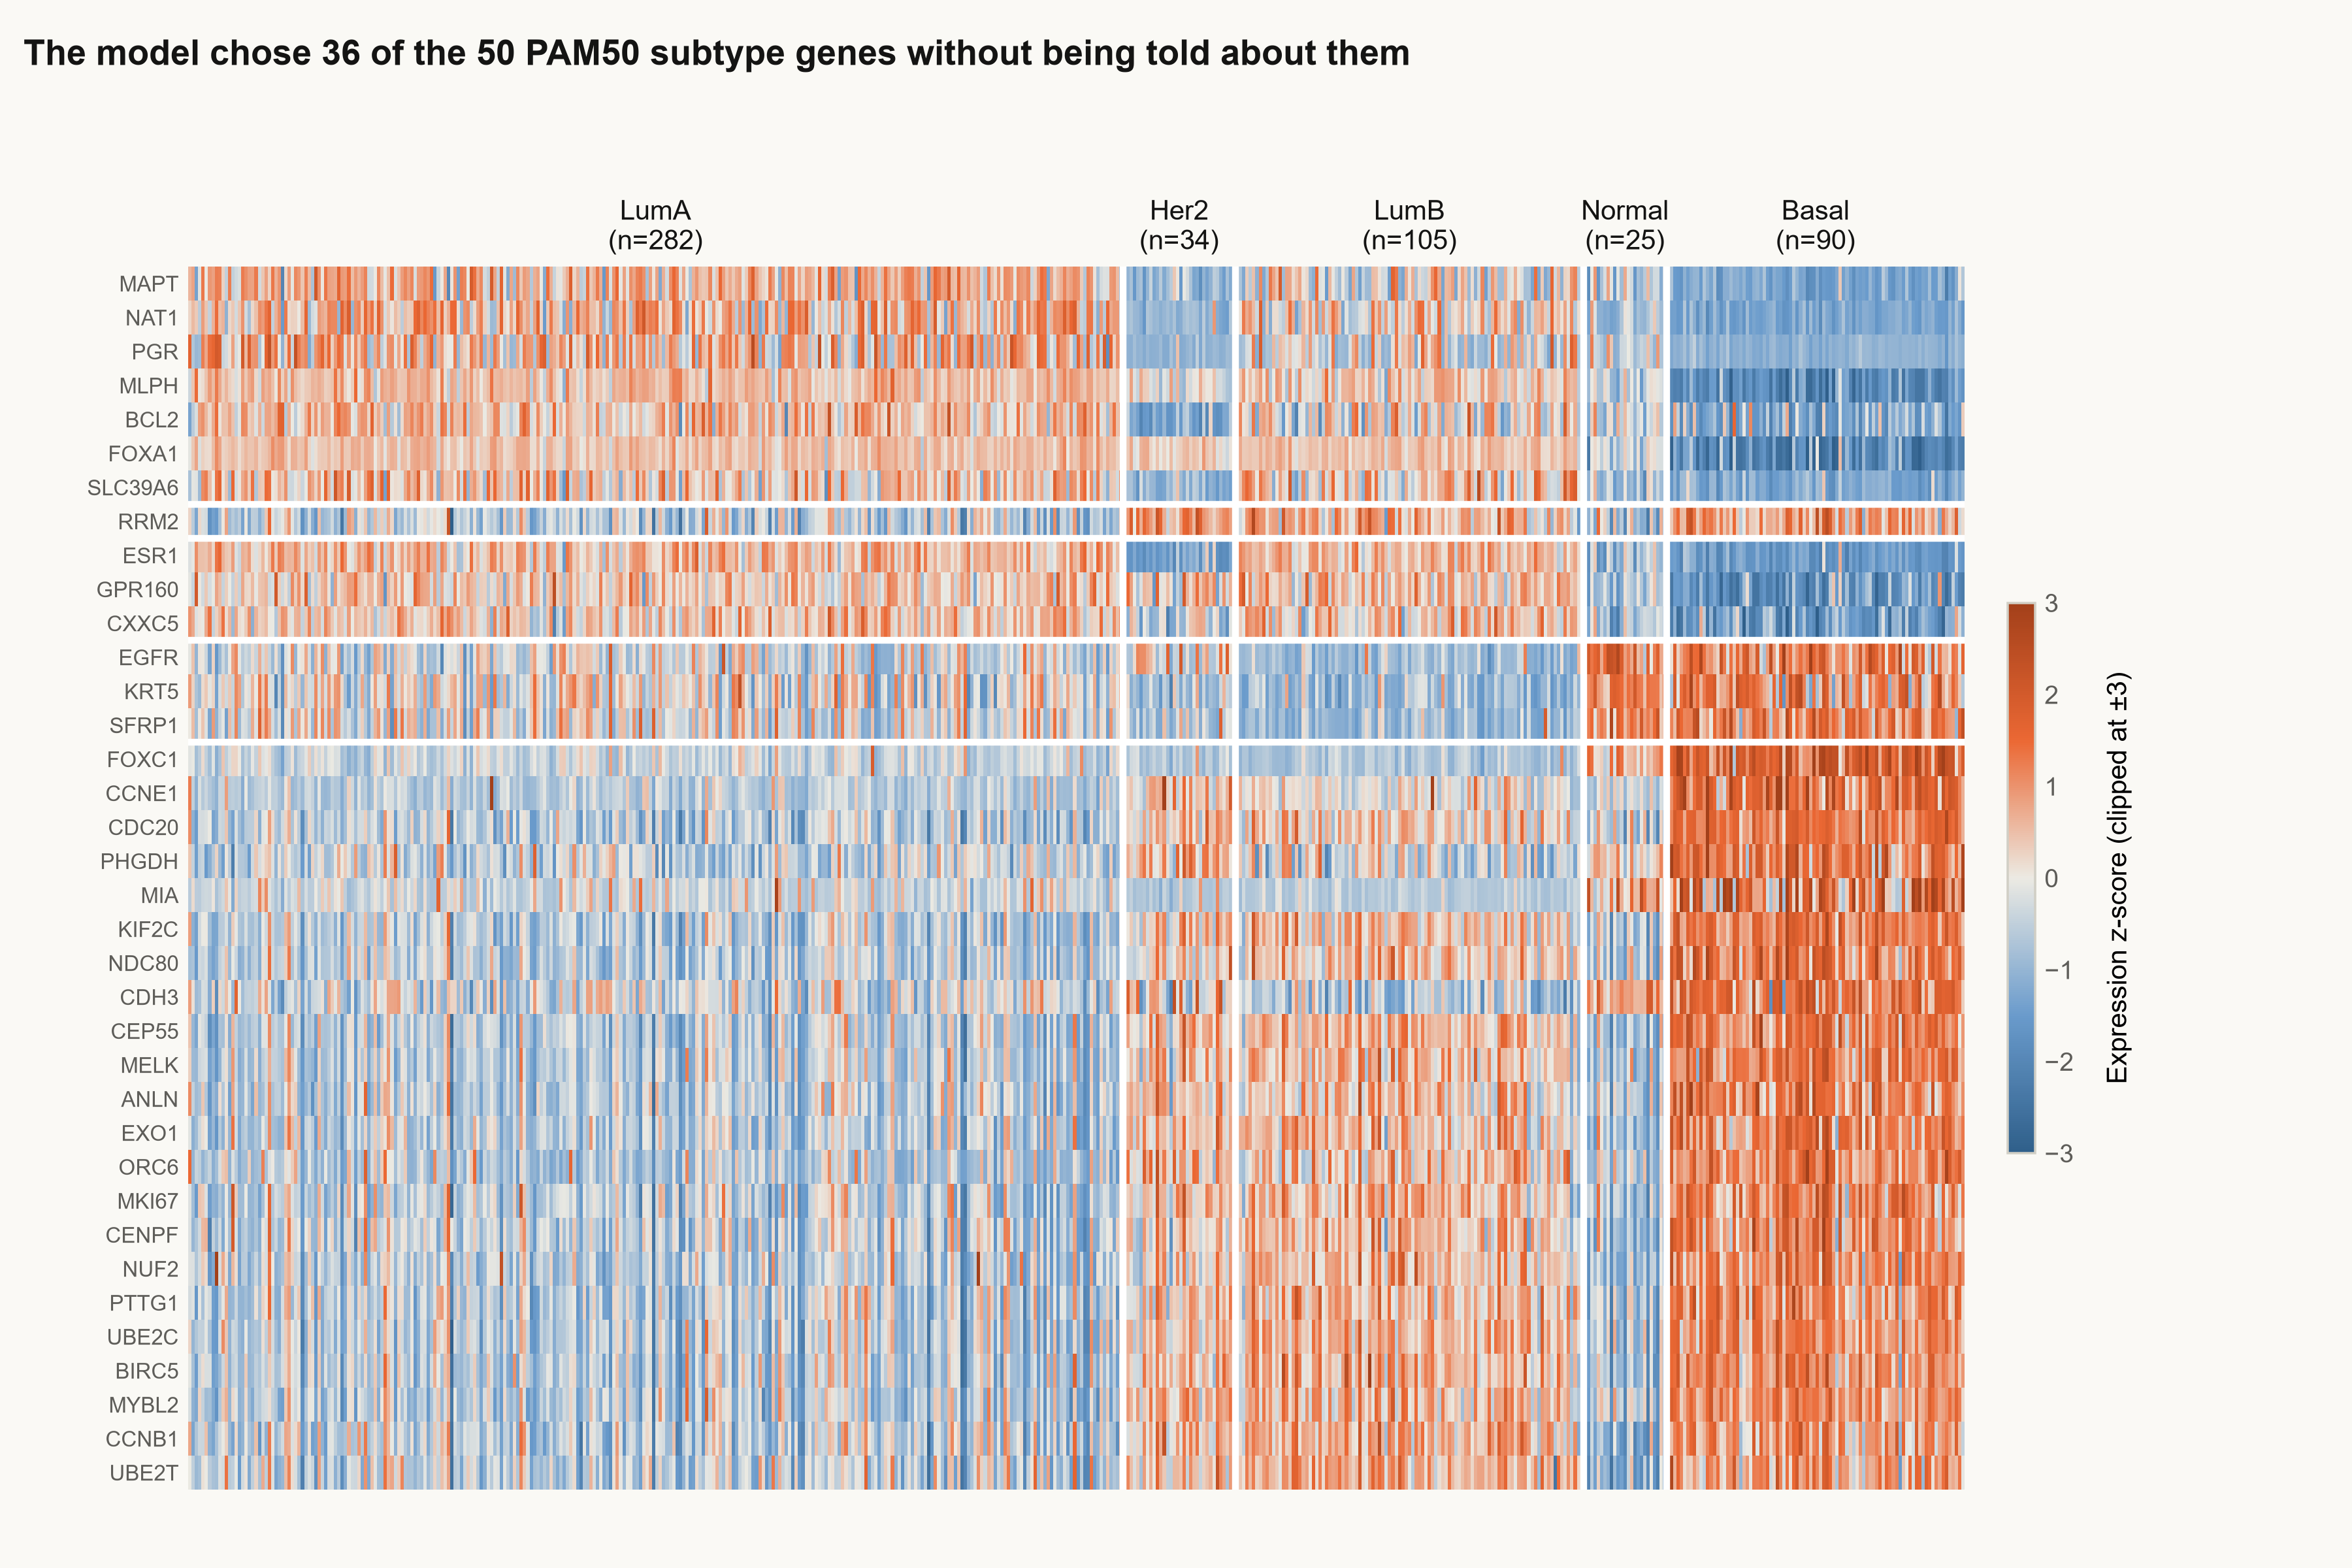 The model chose 36 of the 50 PAM50 subtype genes without being told about them
LumA
(n=282)
Her2
(n=34)
LumB
(n=105)
Normal
(n=25)
Basal
(n=90)
MAPT
NAT1
PGR
MLPH
BCL2
FOXA1
SLC39A6
RRM2
ESR1
GPR160
CXXC5
EGFR
KRT5
SFRP1
FOXC1
CCNE1
CDC20
PHGDH
MIA
KIF2C
NDC80
CDH3
CEP55
MELK
ANLN
EXO1
ORC6
MKI67
CENPF
NUF2
PTTG1
UBE2C
BIRC5
MYBL2
CCNB1
UBE2T
3
2
1
0
−1
−2
−3
Expression z-score (clipped at ±3)